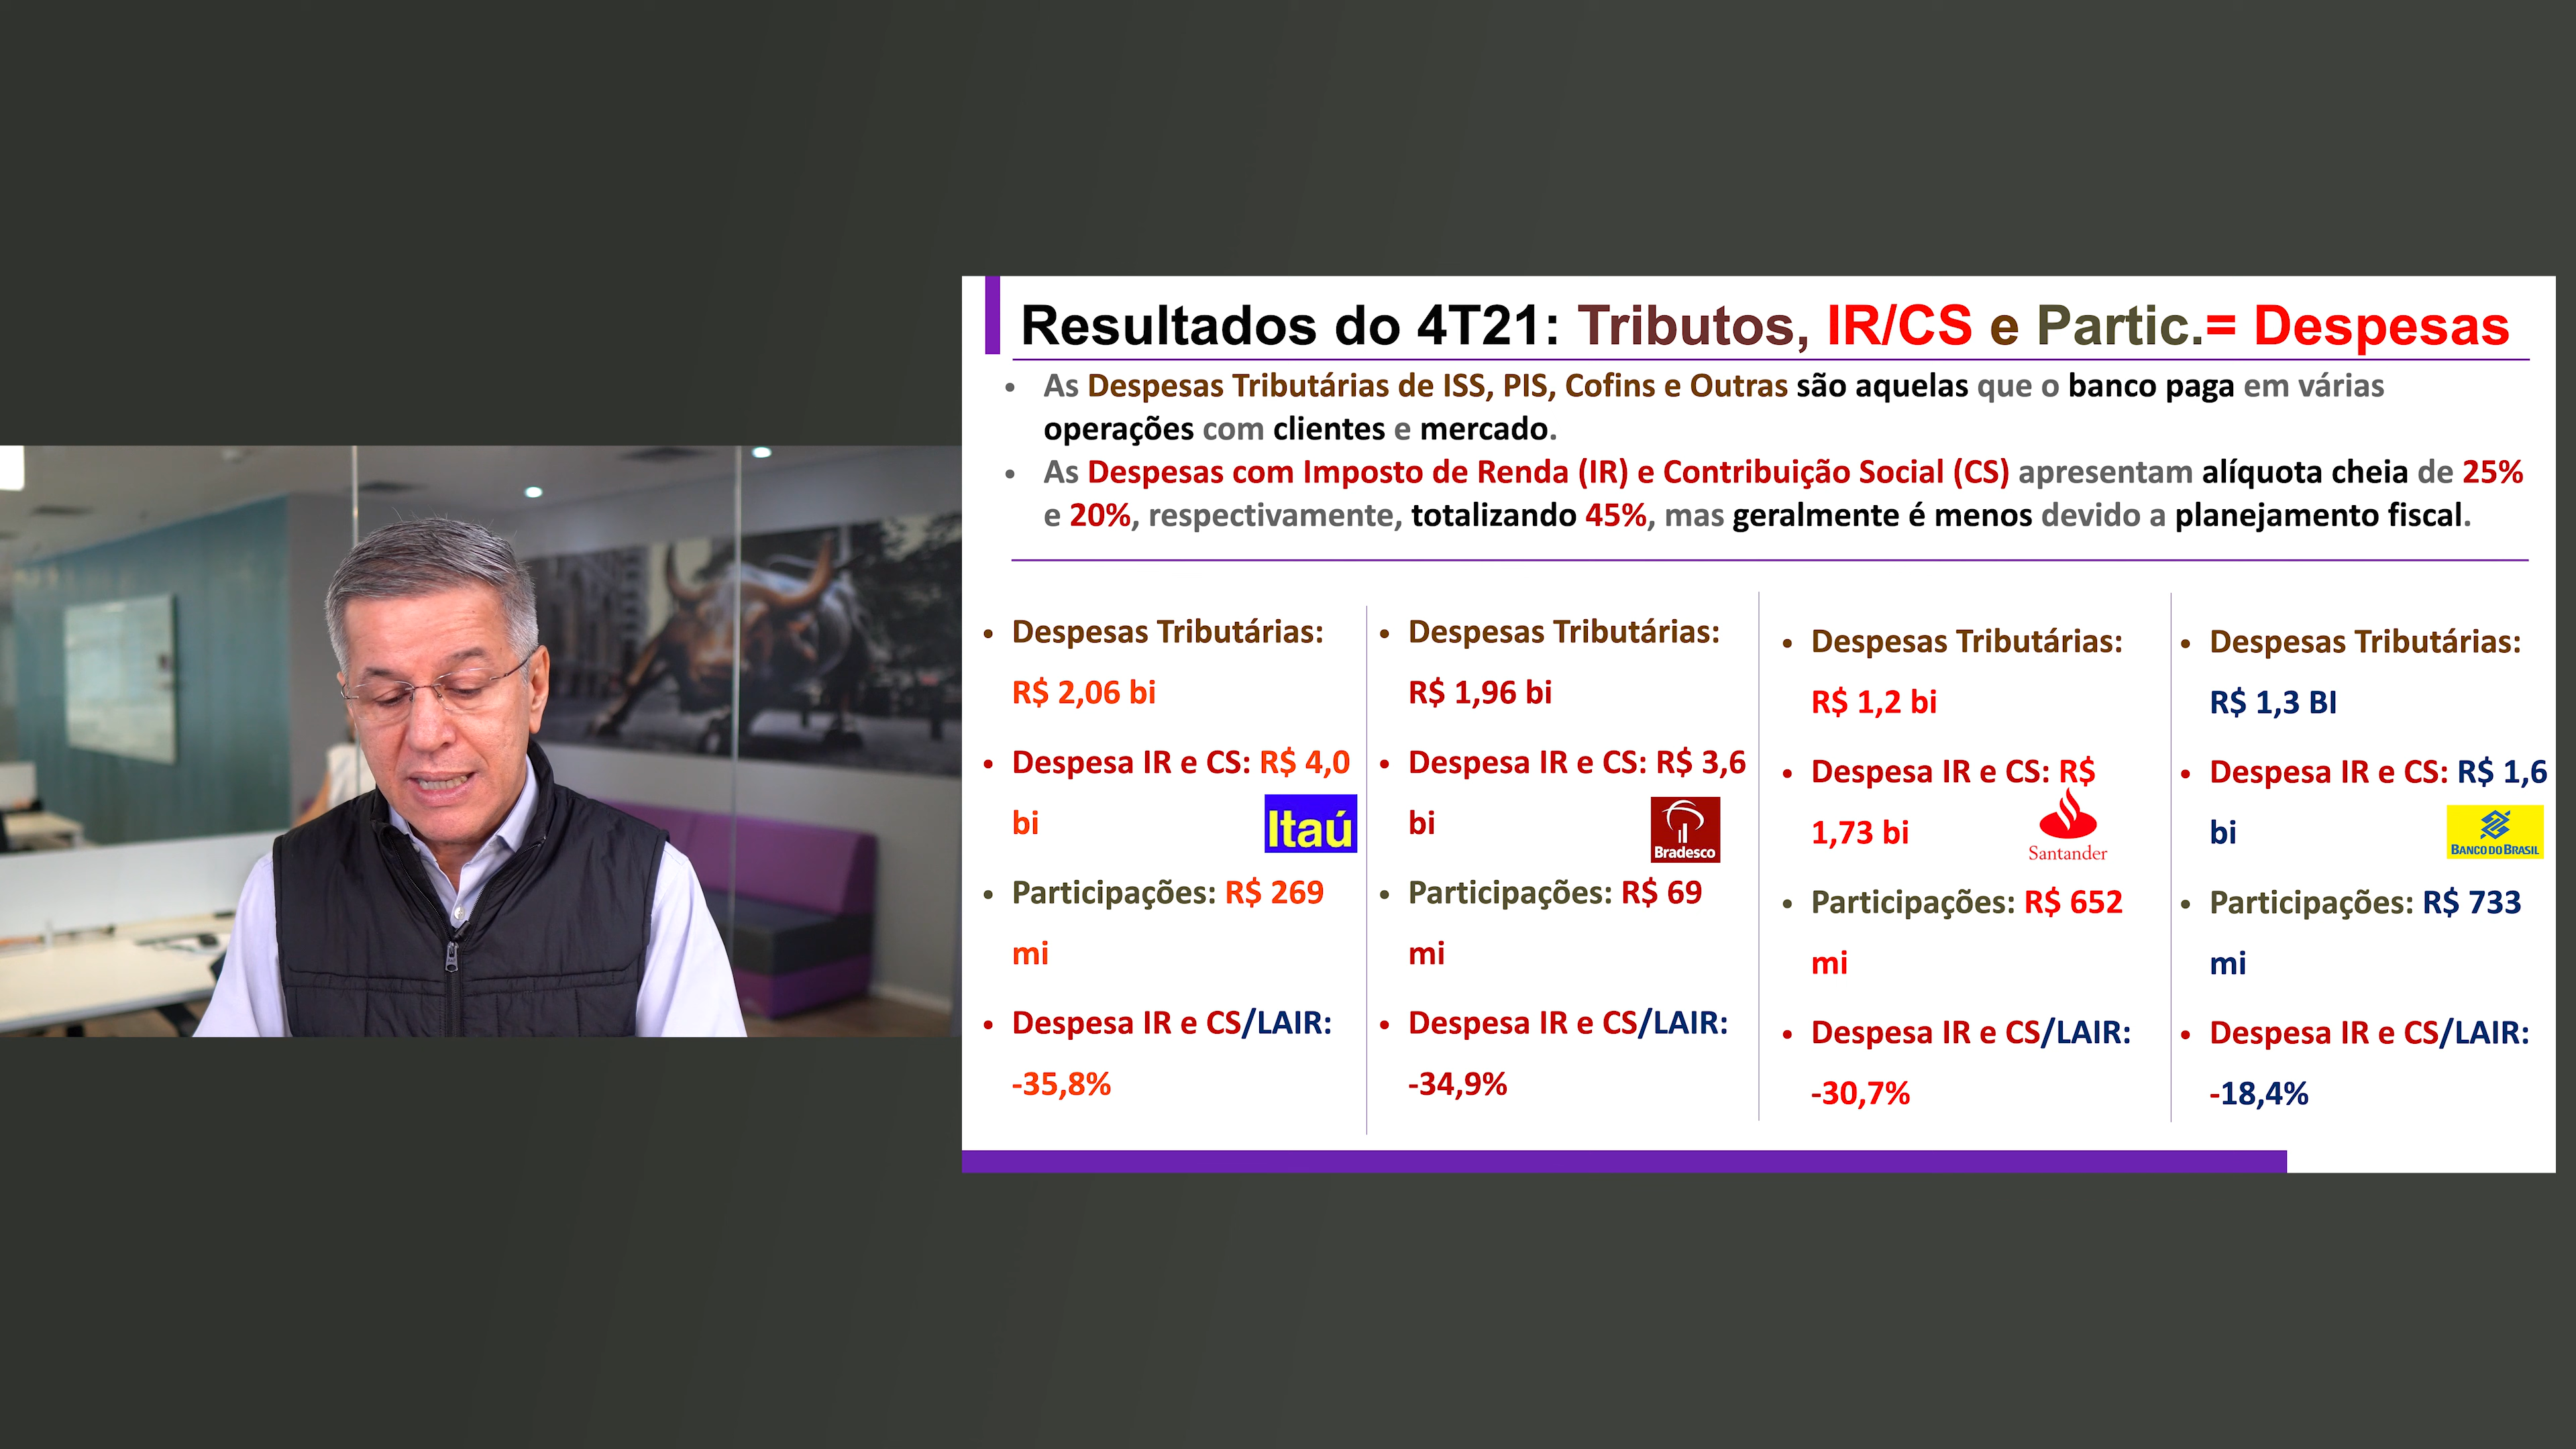 Resultados do 4T21: Tributos, IR/CS e Partic.= Despesas
• As Despesas Tributárias de ISS, PIS, Cofins e Outras são aquelas que o banco paga em várias
operações com clientes e mercado.
• As Despesas com Imposto de Renda (IR) e Contribuição Social (CS) apresentam alíquota cheia de 25%
e 20%, respectivamente, totalizando 45%, mas geralmente é menos devido a planejamento fiscal.
• Despesas Tributárias:
R$ 2,06 bi
• Despesa IR e CS: R$ 4,0
bi
Itaú
• Participações: R$ 269
mi
• Despesa IR e CS/LAIR:
-35,8%
• Despesas Tributárias:
R$ 1,96 bi
• Despesa IR e CS: R$ 3,6
bi
Bradesco
• Participações: R$ 69
mi
• Despesa IR e CS/LAIR:
-34,9%
• Despesas Tributárias:
R$ 1,2 bi
• Despesa IR e CS: R$
1,73 bi
Santander
• Participações: R$ 652
mi
• Despesa IR e CS/LAIR:
-30,7%
• Despesas Tributárias:
R$ 1,3 BI
• Despesa IR e CS: R$ 1,6
bi
BANCO DO BRASIL
• Participações: R$ 733
mi
• Despesa IR e CS/LAIR:
-18,4%